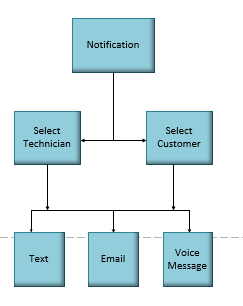 Notification
Select
Technician
Select
Customer
Text
Email
Voice
Message